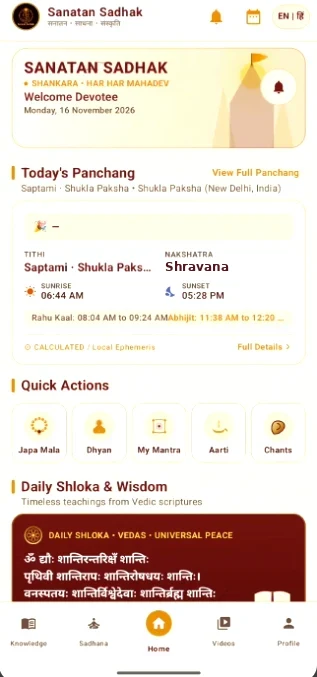 Sanatan Sadhak
सनातन • साधना • संस्कृति
EN | हिं
SANATAN SADHAK
• SHANKARA • HAR HAR MAHADEV
Welcome Devotee
Monday, 16 November 2026
Today's Panchang
View Full Panchang
Saptami · Shukla Paksha • Shukla Paksha (New Delhi, India)
🎉 —
TITHI
NAKSHATRA
Saptami · Shukla Paks...
Shravana
SUNRISE
06:44 AM
SUNSET
05:28 PM
Rahu Kaal: 08:04 AM to 09:24 AM
Abhijit: 11:38 AM to 12:20 ...
CALCULATED / Local Ephemeris
Full Details >
Quick Actions
Japa Mala
Dhyan
My Mantra
Aarti
Chants
Daily Shloka & Wisdom
Timeless teachings from Vedic scriptures
DAILY SHLOKA • VEDAS • UNIVERSAL PEACE
ॐ द्यौः शान्तिरन्तरिक्षँ शान्तिः
पृथिवी शान्तिरापः शान्तिरोषधयः शान्तिः।
वनस्पतयः शान्तिर्विश्वेदेवाः शान्तिर्ब्रह्म शान्तिः
Knowledge
Sadhana
Home
Videos
Profile